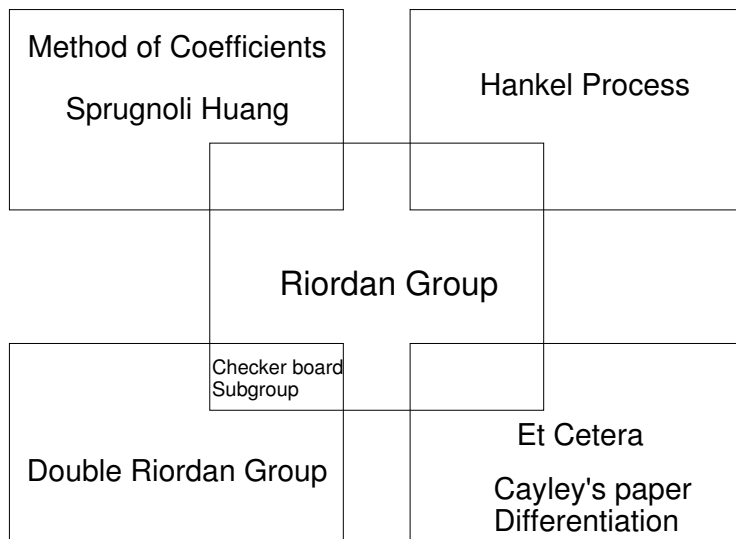 Method of Coefficients
Sprugnoli Huang
Hankel Process
Riordan Group
Checker board
Subgroup
Double Riordan Group
Et Cetera
Cayley's paper
Differentiation